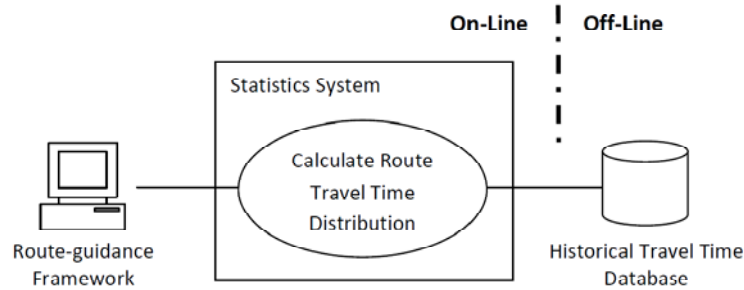 On-Line
Off-Line
Statistics System
Calculate Route
Travel Time
Distribution
Route-guidance
Framework
Historical Travel Time
Database